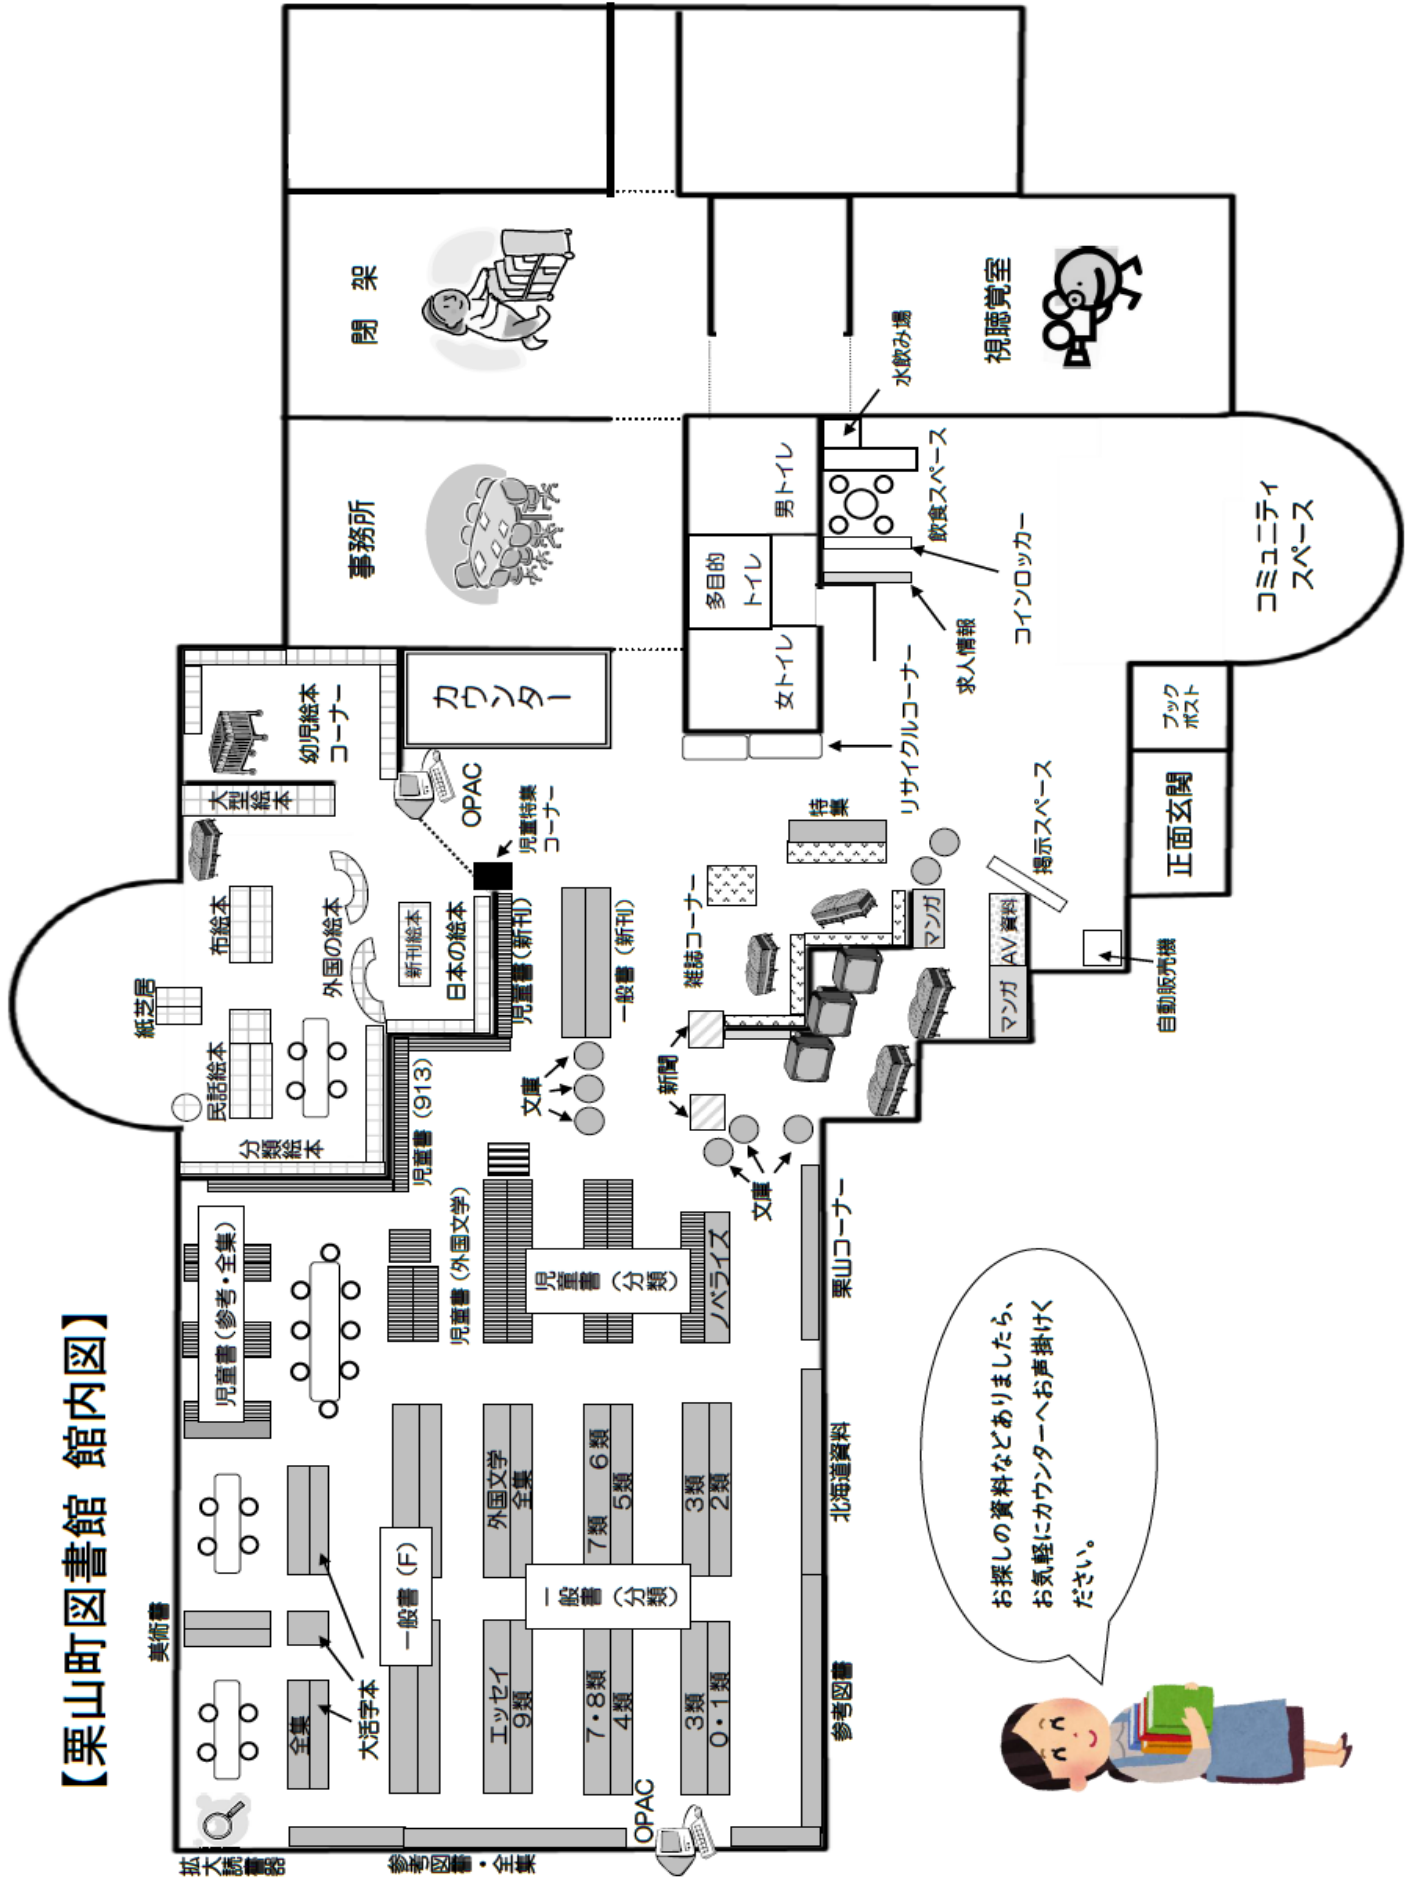 【栗山町図書館 館内図】
拡大読書器
美術書
全集
大活字本
参考図書・全集
OPAC
児童書(参考・全集)
一般書(F)
児童書(外国文学)
児童書(913)
エッセイ
9類
外国文学
全集
7・8類
4類
7類 6類
5類
一般書(分類)
3類
0・1類
3類
2類
児童書(分類)
ノベライズ
参考図書
北海道資料
栗山コーナー
分類絵本
民話絵本
紙芝居
布絵本
外国の絵本
新刊絵本
日本の絵本
児童書(新刊)
大型絵本
幼児絵本
コーナー
OPAC
児童特集
コーナー
カウンター
一般書(新刊)
文庫
文庫
新聞
雑誌コーナー
特集
マンガ
マンガ
AV資料
掲示スペース
自動販売機
正面玄関
ブック
ポスト
リサイクルコーナー
女トイレ
多目的
トイレ
男トイレ
求人情報
コインロッカー
飲食スペース
水飲み場
コミュニティ
スペース
事務所
閉架
視聴覚室
お探しの資料などありましたら、
お気軽にカウンターへお声掛けく
ださい。